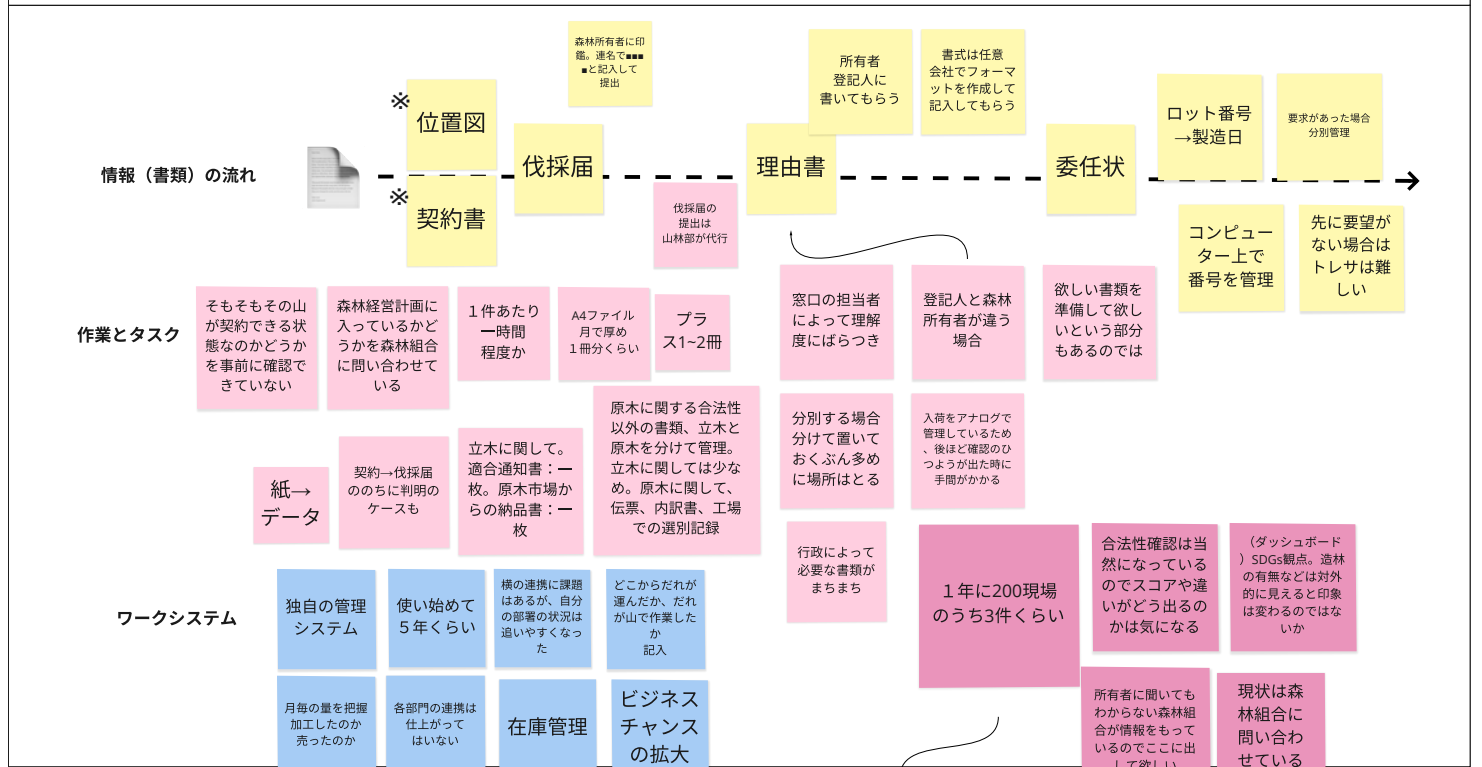 森林所有者に印
鑑。連名で■■■
■と記入して
提出
所有者
登記人に
書いてもらう
書式は任意
会社でフォーマ
ットを作成して
記入してもらう
※
位置図
伐採届
理由書
委任状
ロット番号
→製造日
要求があった場合
分別管理
情報（書類）の流れ
※
契約書
伐採届の
提出は
山林部が代行
コンピュー
ター上で
番号を管理
先に要望が
ない場合は
トレサは難
しい
作業とタスク
そもそもその山
が契約できる状
態なのかどうか
を事前に確認で
きていない
森林経営計画に
入っているかど
うかを森林組合
に問い合わせて
いる
１件あたり
一時間
程度か
A4ファイル
月で厚め
１冊分くらい
プラ
ス1~2冊
窓口の担当者
によって理解
度にばらつき
登記人と森林
所有者が違う
場合
欲しい書類を
準備して欲し
いという部分
もあるのでは
紙→
データ
契約→伐採届
ののちに判明の
ケースも
立木に関して。
適合通知書：一
枚。原木市場か
らの納品書：一
枚
原木に関する合法性
以外の書類、立木と
原木を分けて管理。
立木に関しては少な
め。原木に関して、
伝票、内訳書、工場
での選別記録
分別する場合
分けて置いて
おくぶん多め
に場所はとる
入荷をアナログで
管理しているため
、後ほど確認のひ
つようが出た時に
手間がかかる
行政によって
必要な書類が
まちまち
１年に200現場
のうち3件くらい
合法性確認は当
然になっている
のでスコアや違
いがどう出るの
かは気になる
（ダッシュボード
）SDGs観点。造林
の有無などは対外
的に見えると印象
は変わるのではな
いか
ワークシステム
独自の管理
システム
使い始めて
５年くらい
横の連携に課題
はあるが、自分
の部署の状況は
追いやすくなっ
た
どこからだれが
運んだか、だれ
が山で作業した
か
記入
月毎の量を把握
加工したのか
売ったのか
各部門の連携は
仕上がって
はいない
在庫管理
ビジネス
チャンス
の拡大
所有者に聞いても
わからない森林組
合が情報をもって
いるのでここに出
して欲しい
現状は森
林組合に
問い合わ
せている